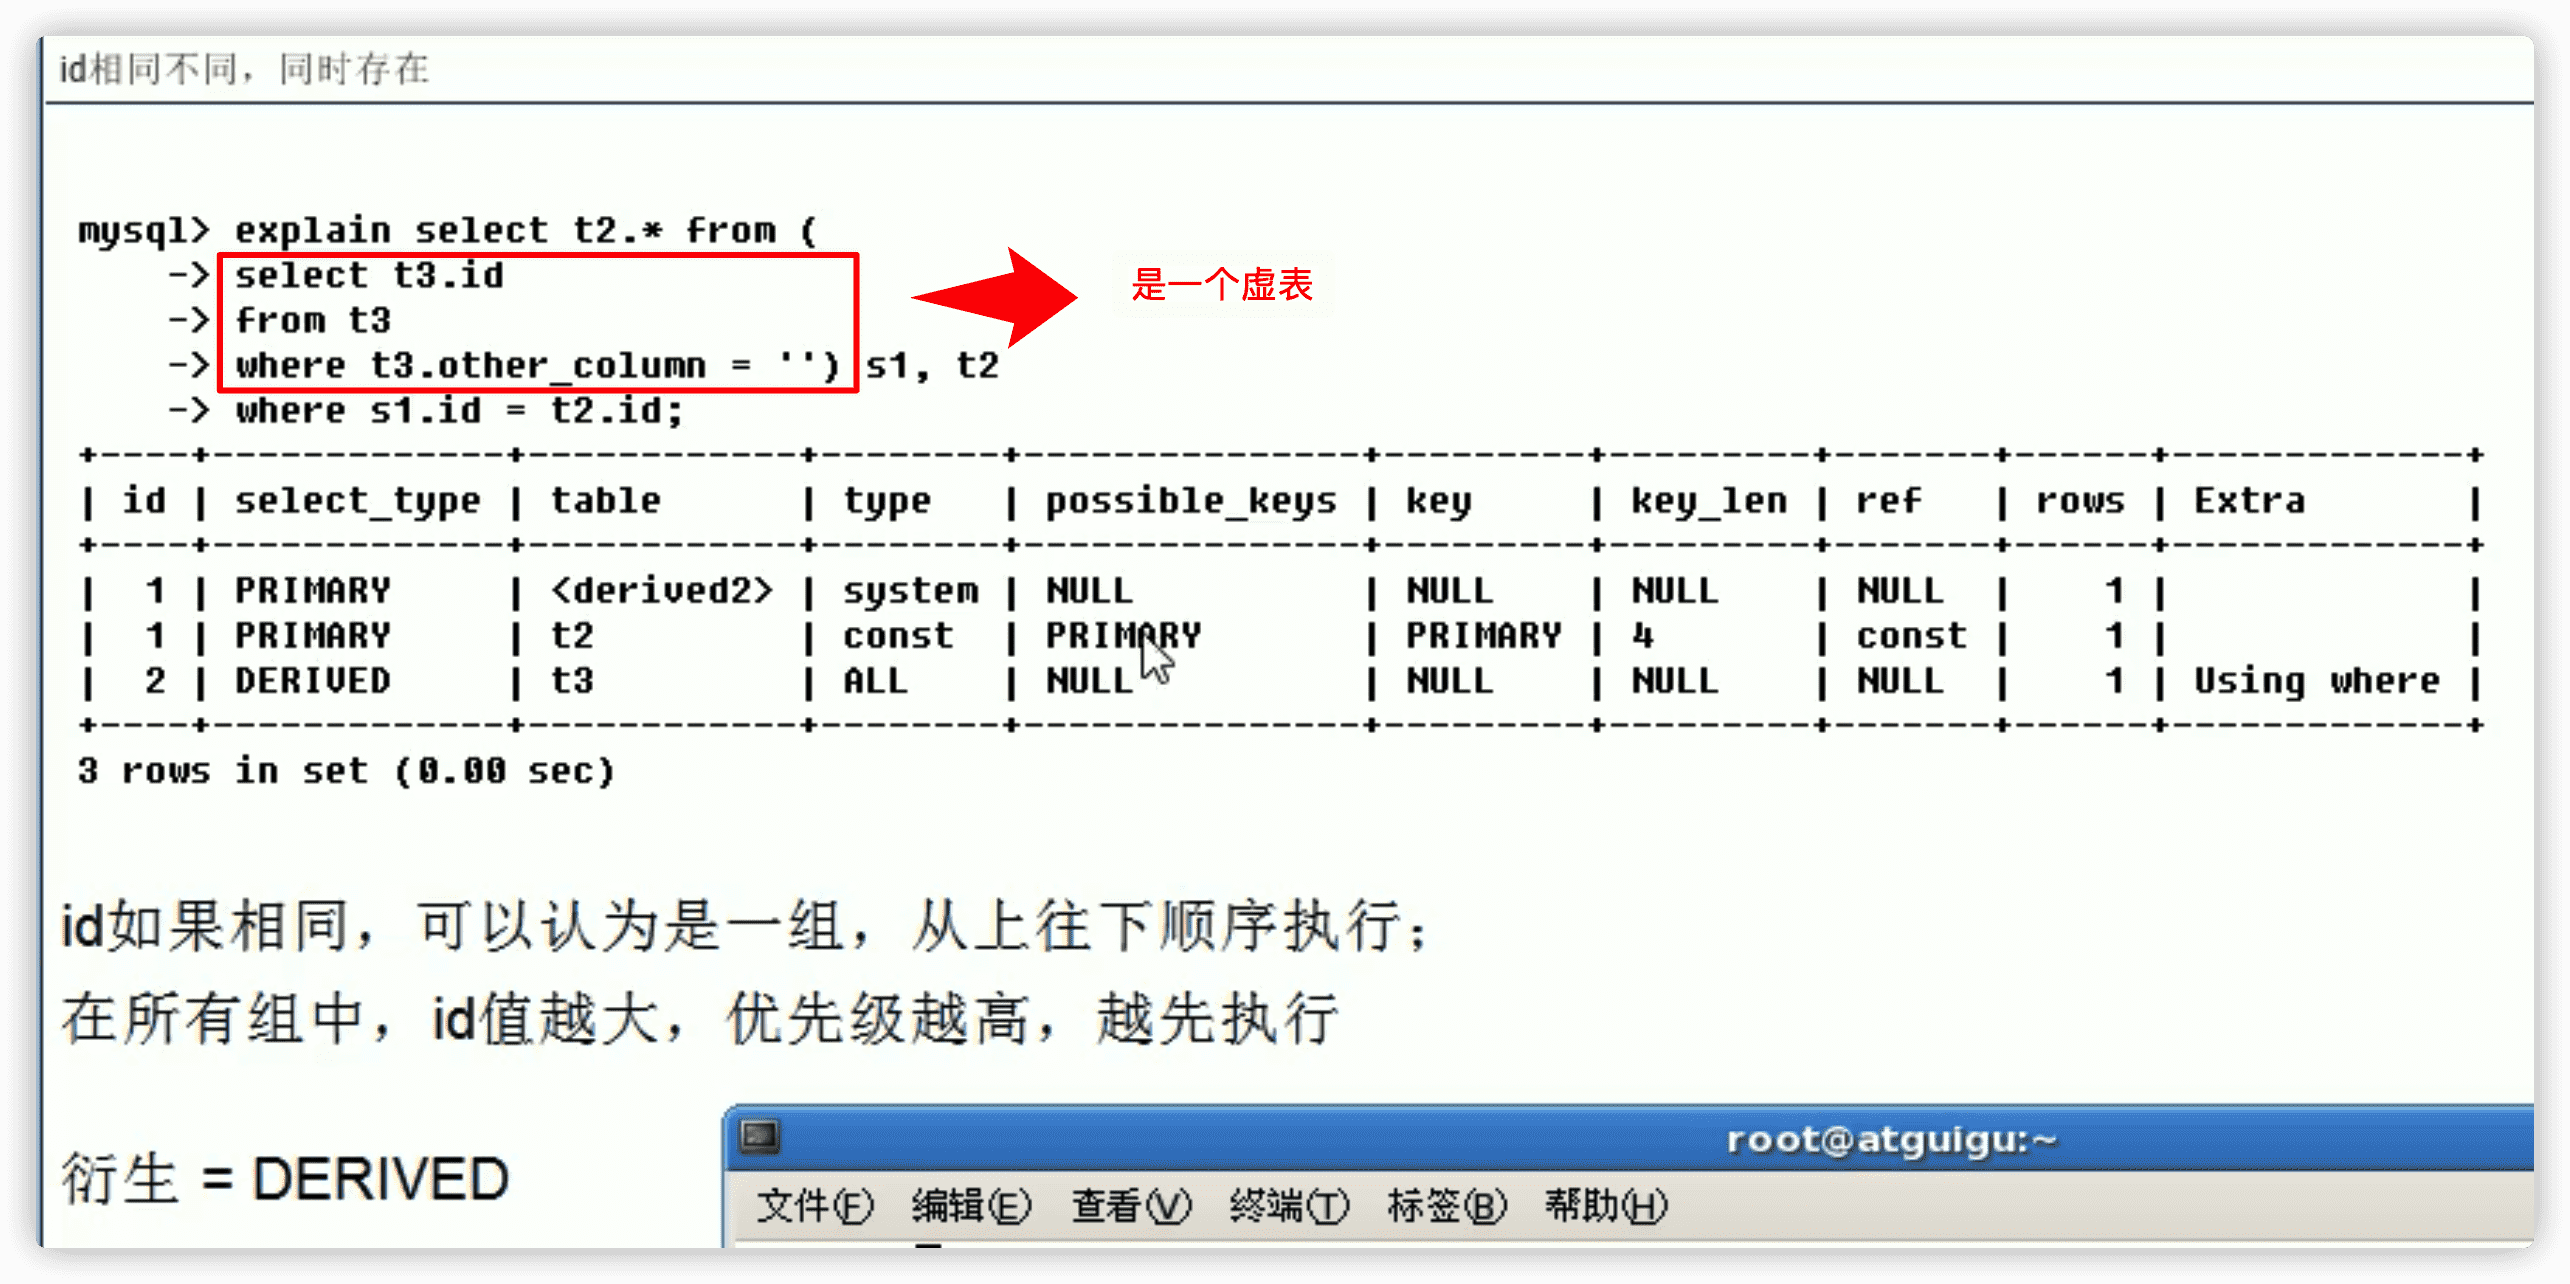 id相同不同，同时存在
mysql> explain select t2.* from (
-> select t3.id
-> from t3
-> where t3.other_column = '') s1, t2
-> where s1.id = t2.id;
是一个虚表
+----+-------------+------------+--------+---------------+---------+---------+-------+------+-------------+
| id | select_type | table      | type   | possible_keys | key     | key_len | ref   | rows | Extra       |
+----+-------------+------------+--------+---------------+---------+---------+-------+------+-------------+
|  1 | PRIMARY     | <derived2> | system | NULL          | NULL    | NULL    | NULL  |    1 |             |
|  1 | PRIMARY     | t2         | const  | PRIMARY       | PRIMARY | 4       | const |    1 |             |
|  2 | DERIVED     | t3         | ALL    | NULL          | NULL    | NULL    | NULL  |    1 | Using where |
+----+-------------+------------+--------+---------------+---------+---------+-------+------+-------------+
3 rows in set (0.00 sec)
id如果相同，可以认为是一组，从上往下顺序执行；
在所有组中，id值越大，优先级越高，越先执行
衍生 = DERIVED
root@atguigu:~
文件(F) 编辑(E) 查看(V) 终端(T) 标签(B) 帮助(H)